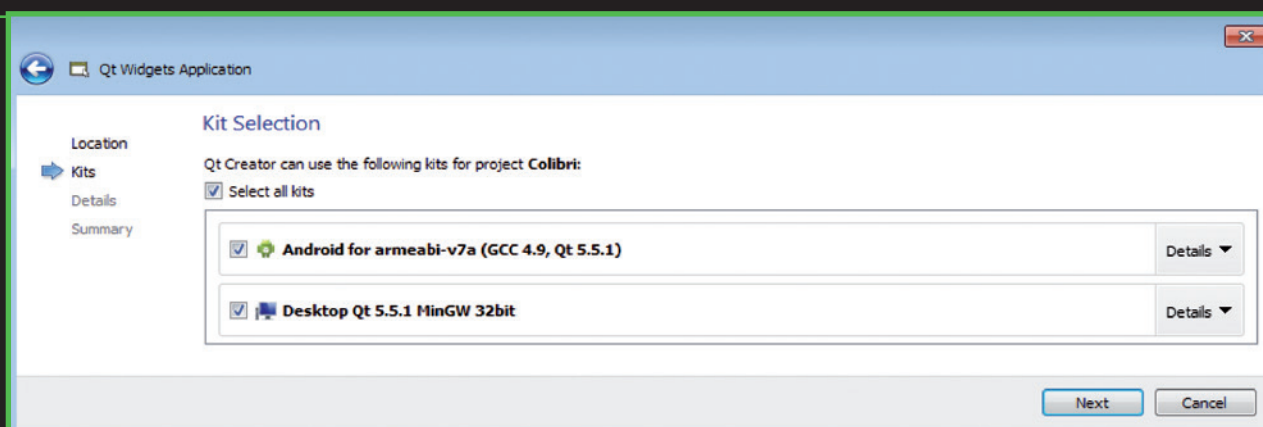 Qt Widgets Application
Location
Kits
Details
Summary
Kit Selection
Qt Creator can use the following kits for project Colibri:
Select all kits
Android for armeabi-v7a (GCC 4.9, Qt 5.5.1)
Details
Desktop Qt 5.5.1 MinGW 32bit
Details
Next
Cancel